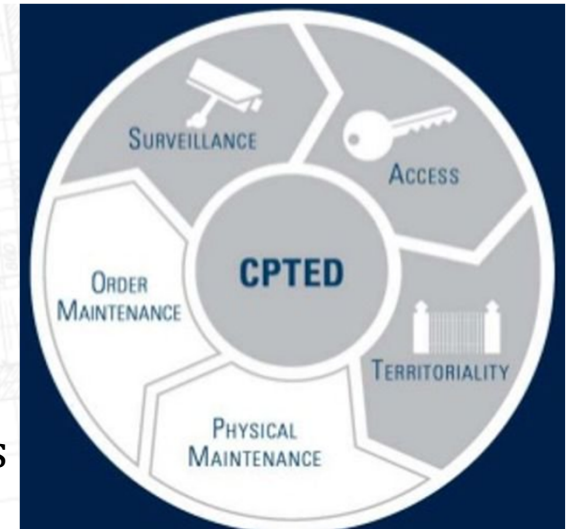 SURVEILLANCE
ACCESS
CPTED
ORDER
MAINTENANCE
TERRITORIALITY
PHYSICAL
MAINTENANCE
s